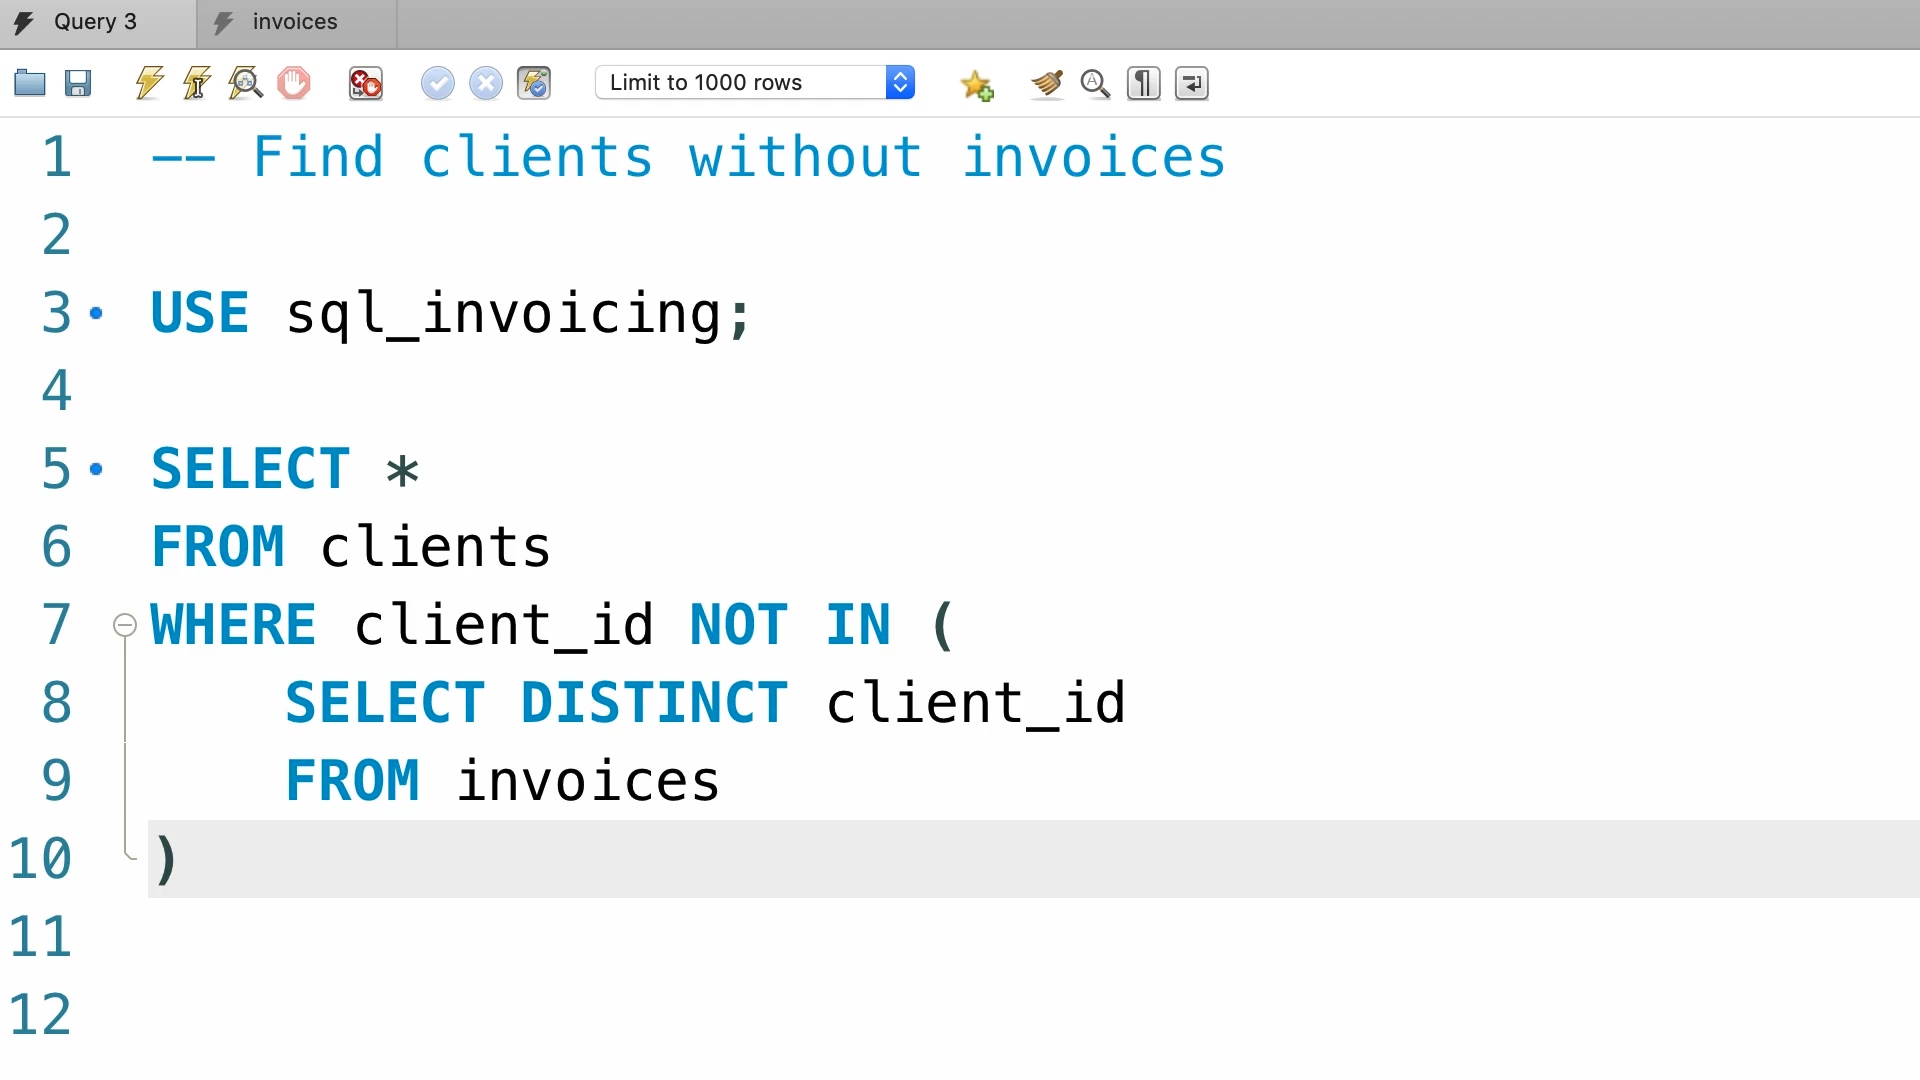 Query 3
invoices
Limit to 1000 rows
1 -- Find clients without invoices
2
3 USE sql_invoicing;
4
5 SELECT *
6 FROM clients
7 WHERE client_id NOT IN (
8 SELECT DISTINCT client_id
9 FROM invoices
10 )
11
12